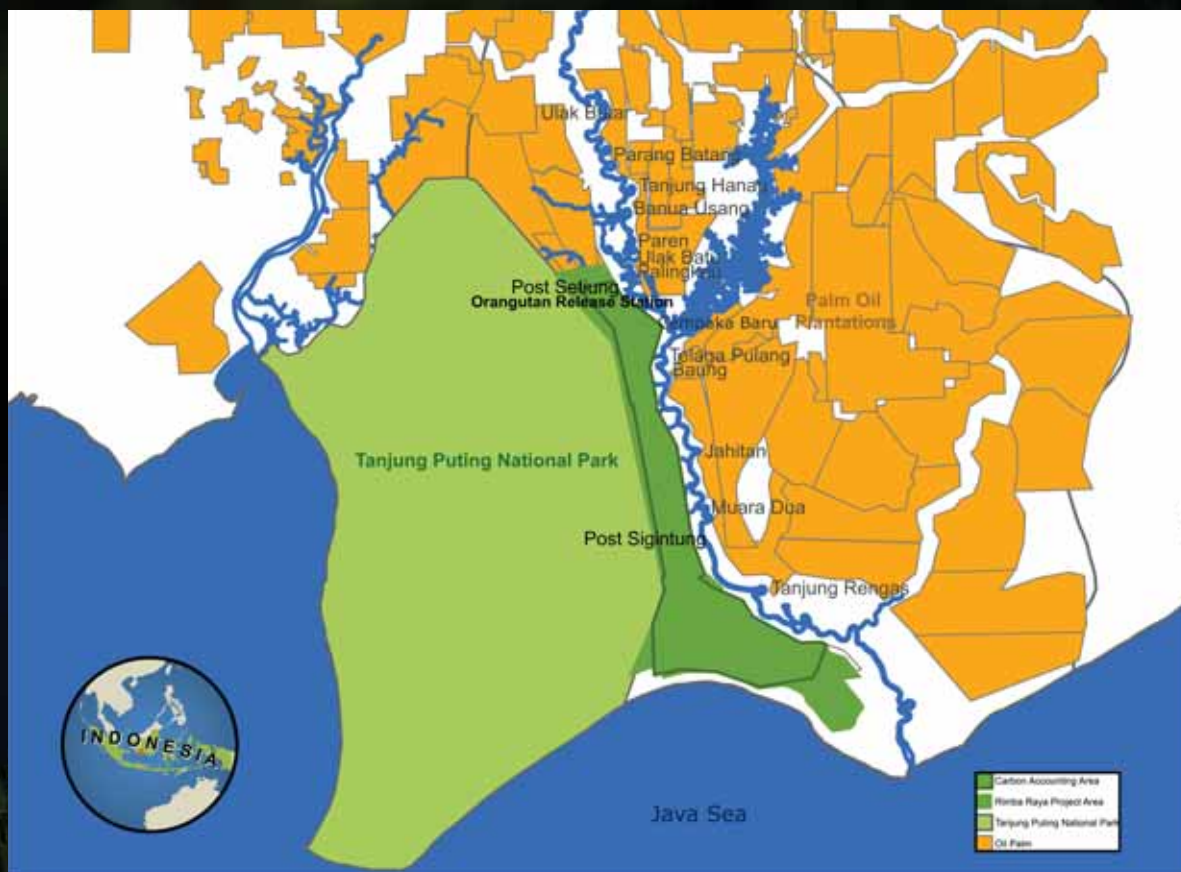 Ulak Batu
Parang Batang
Tanjung Hanau
Banua Usang
Paren
Ulak Batu
Palingkau
Post Seluang
Orangutan Release Station
Cempaka Baru
Palm Oil
Plantations
Telaga Pulang
Baung
Tanjung Puting National Park
Jahitan
Muara Dua
Post Sigintung
Tanjung Rengas
INDONESIA
Java Sea
Carbon Accounting Area
Rimba Raya Project Area
Tanjung Puting National Park
Oil Palm